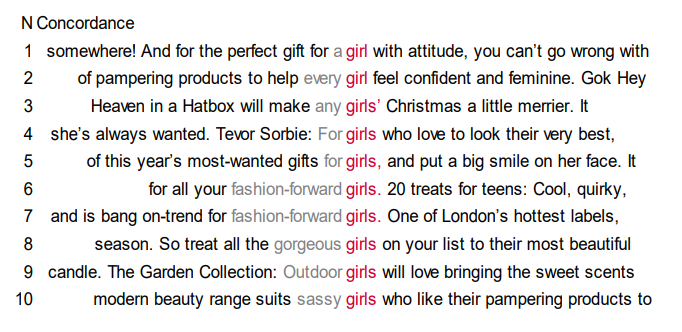 N Concordance
1 somewhere! And for the perfect gift for a girl with attitude, you can’t go wrong with
2 of pampering products to help every girl feel confident and feminine. Gok Hey
3 Heaven in a Hatbox will make any girls’ Christmas a little merrier. It
4 she’s always wanted. Tevor Sorbie: For girls who love to look their very best,
5 of this year’s most-wanted gifts for girls, and put a big smile on her face. It
6 for all your fashion-forward girls. 20 treats for teens: Cool, quirky,
7 and is bang on-trend for fashion-forward girls. One of London’s hottest labels,
8 season. So treat all the gorgeous girls on your list to their most beautiful
9 candle. The Garden Collection: Outdoor girls will love bringing the sweet scents
10 modern beauty range suits sassy girls who like their pampering products to